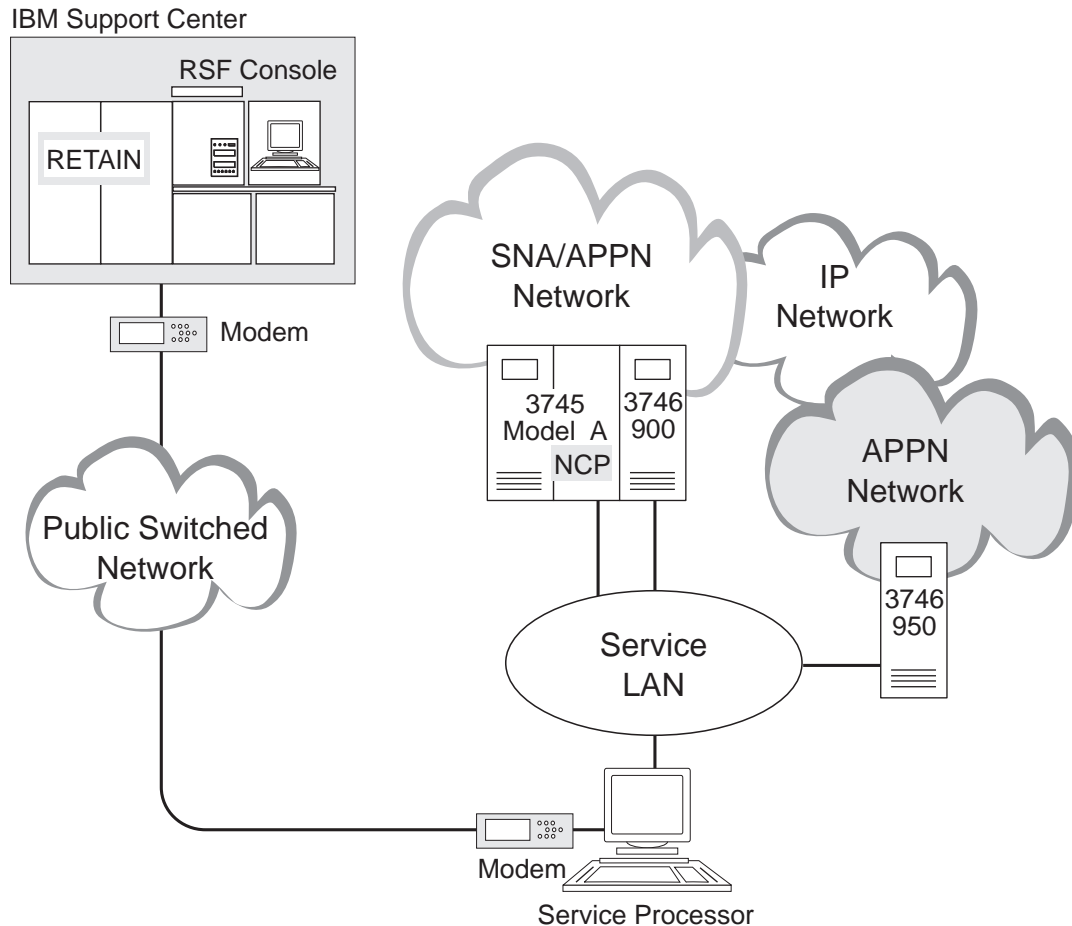 IBM Support Center
RSF Console
RETAIN
Modem
SNA/APPN
Network
IP
Network
3745
Model A
NCP
3746
900
APPN
Network
Public Switched
Network
3746
950
Service
LAN
Modem
Service Processor